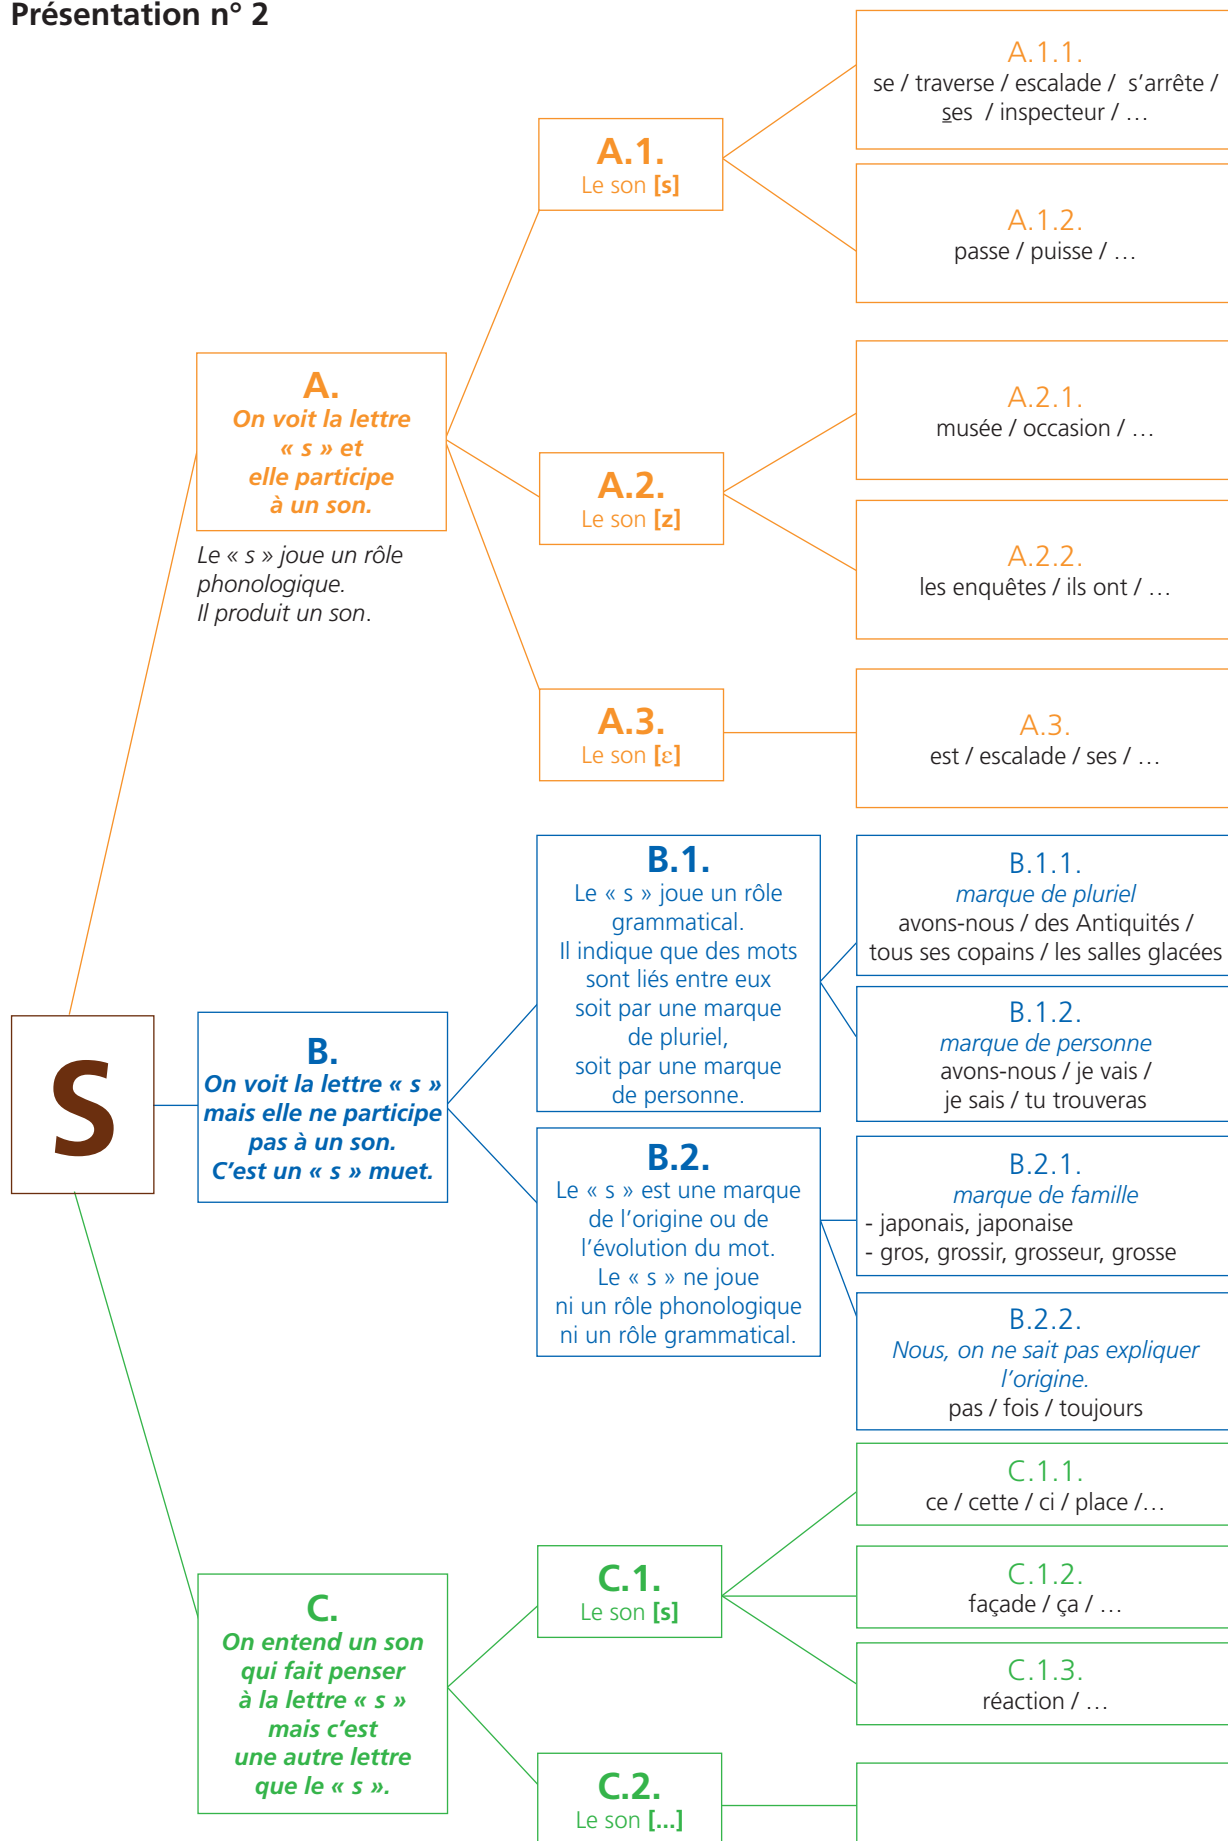 Présentation n° 2
S
A.
On voit la lettre
« s » et
elle participe
à un son.
Le « s » joue un rôle
phonologique.
Il produit un son.
A.1.
Le son [s]
A.1.1.
se / traverse / escalade / s’arrête /
ses / inspecteur / …
A.1.2.
passe / puisse / …
A.2.
Le son [z]
A.2.1.
musée / occasion / …
A.2.2.
les enquêtes / ils ont / …
A.3.
Le son [ε]
A.3.
est / escalade / ses / …
B.
On voit la lettre « s »
mais elle ne participe
pas à un son.
C’est un « s » muet.
B.1.
Le « s » joue un rôle
grammatical.
Il indique que des mots
sont liés entre eux
soit par une marque
de pluriel,
soit par une marque
de personne.
B.1.1.
marque de pluriel
avons-nous / des Antiquités /
tous ses copains / les salles glacées
B.1.2.
marque de personne
avons-nous / je vais /
je sais / tu trouveras
B.2.
Le « s » est une marque
de l’origine ou de
l’évolution du mot.
Le « s » ne joue
ni un rôle phonologique
ni un rôle grammatical.
B.2.1.
marque de famille
- japonais, japonaise
- gros, grossir, grosseur, grosse
B.2.2.
Nous, on ne sait pas expliquer
l’origine.
pas / fois / toujours
C.
On entend un son
qui fait penser
à la lettre « s »
mais c’est
une autre lettre
que le « s ».
C.1.
Le son [s]
C.1.1.
ce / cette / ci / place /…
C.1.2.
façade / ça / …
C.1.3.
réaction / …
C.2.
Le son [...]